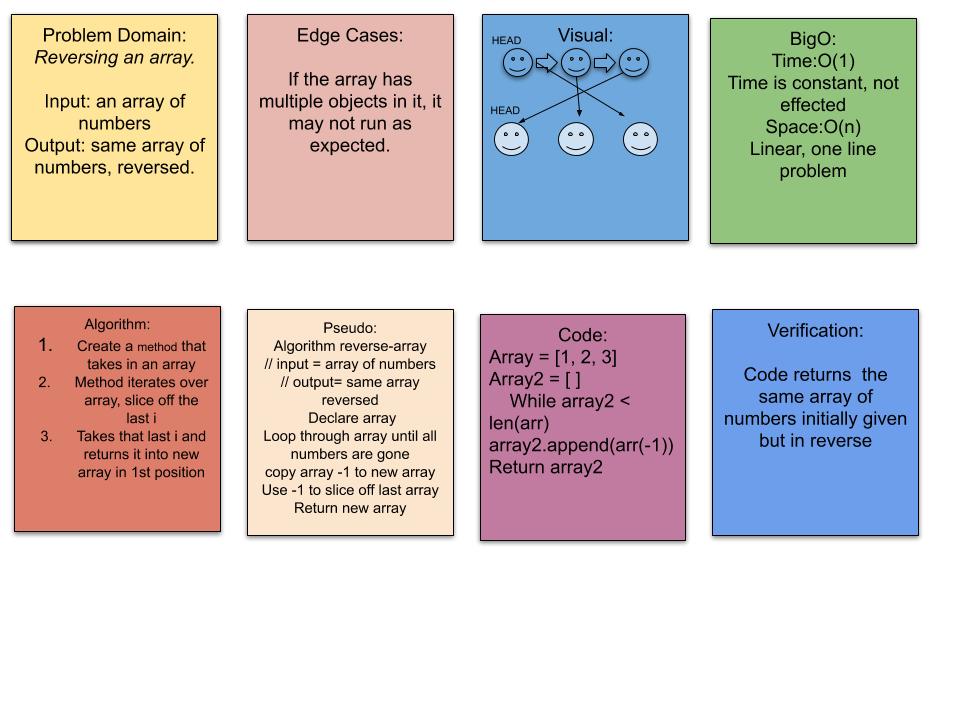 Problem Domain:
Reversing an array.
Input: an array of
numbers
Output: same array of
numbers, reversed.
Edge Cases:
If the array has
multiple objects in it, it
may not run as
expected.
Visual:
HEAD
HEAD
BigO:
Time:O(1)
Time is constant, not
effected
Space:O(n)
Linear, one line
problem
Algorithm:
1. Create a method that
takes in an array
2. Method iterates over
array, slice off the
last i
3. Takes that last i and
returns it into new
array in 1st position
Pseudo:
Algorithm reverse-array
// input = array of numbers
// output= same array
reversed
Declare array
Loop through array until all
numbers are gone
copy array -1 to new array
Use -1 to slice off last array
Return new array
Code:
Array = [1, 2, 3]
Array2 = [ ]
While array2 <
len(arr)
array2.append(arr(-1))
Return array2
Verification:
Code returns  the
same array of
numbers initially given
but in reverse